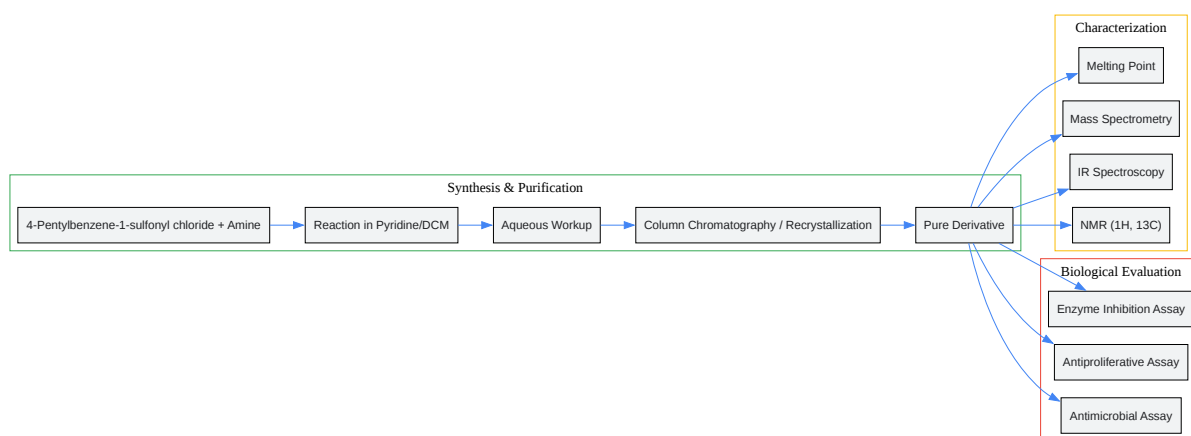 Characterization
Melting Point
Mass Spectrometry
IR Spectroscopy
NMR (1H, 13C)
Synthesis & Purification
4-Pentylbenzene-1-sulfonyl chloride + Amine
Reaction in Pyridine/DCM
Aqueous Workup
Column Chromatography / Recrystallization
Pure Derivative
Biological Evaluation
Enzyme Inhibition Assay
Antiproliferative Assay
Antimicrobial Assay